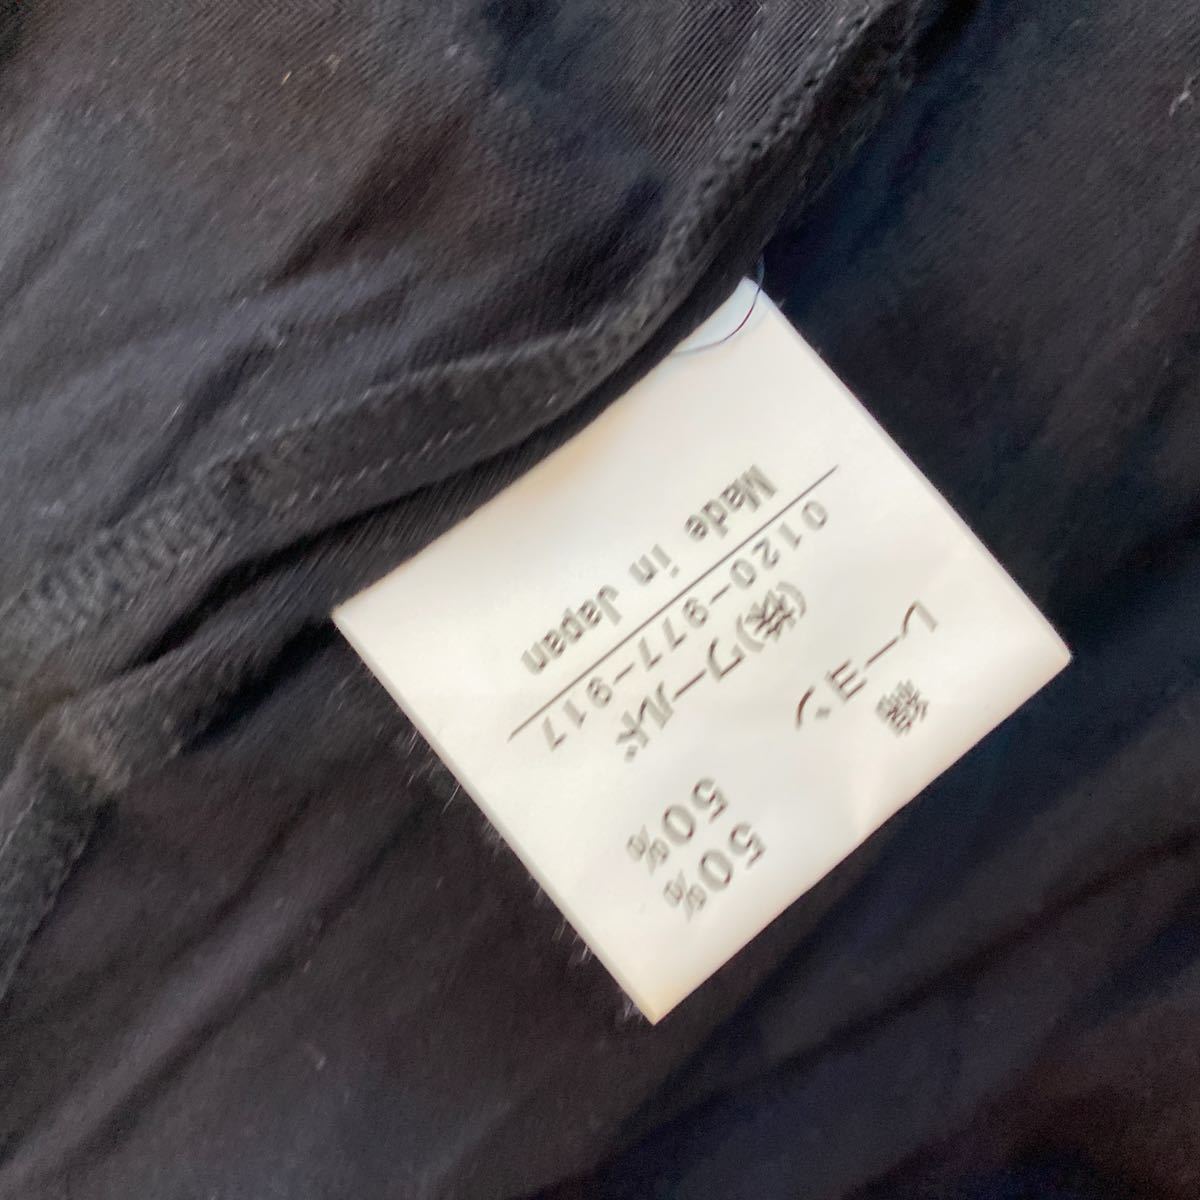 綿 50%
レーヨン 50%
(株)ワールド
0120-977-917
Made in Japan